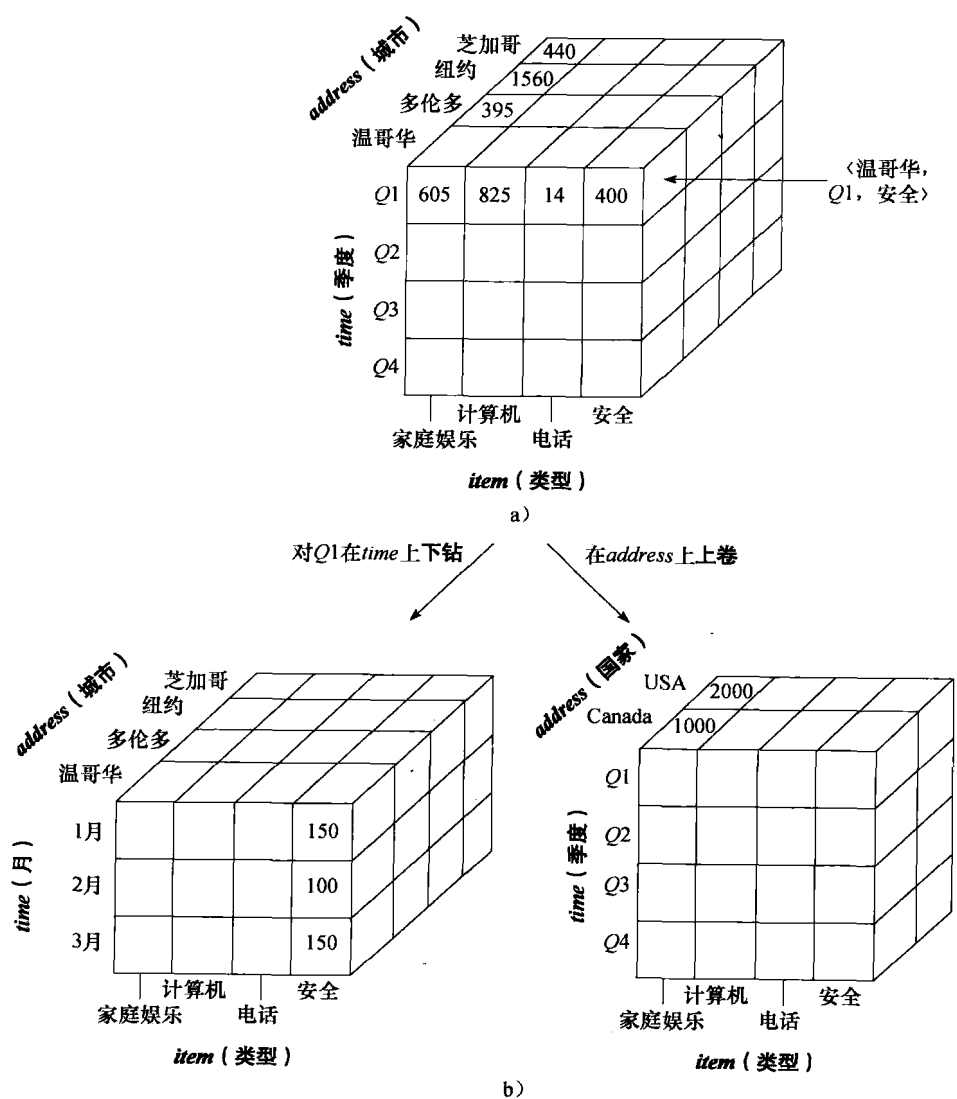 address（城市）
芝加哥
纽约
多伦多
温哥华
440
1560
395
Q1 605 825 14 400
〈温哥华,
Q1，安全〉
Q2
Q3
Q4
time（季度）
计算机 安全
家庭娱乐 电话
item（类型）
a）
对Q1在time上下钻 在address上上卷
address（城市）
芝加哥
纽约
多伦多
温哥华
1月 150
2月 100
3月 150
time（月）
计算机 安全
家庭娱乐 电话
item（类型）
address（国家）
USA 2000
Canada 1000
Q1
Q2
Q3
Q4
time（季度）
计算机 安全
家庭娱乐 电话
item（类型）
b）